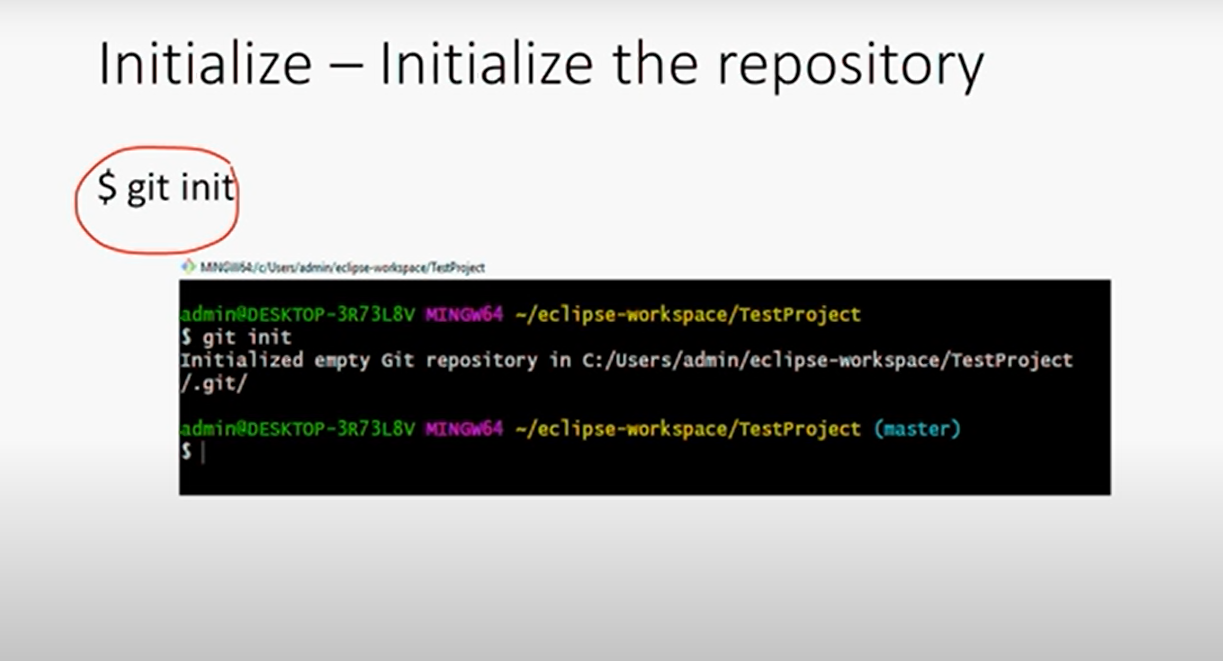 Initialize – Initialize the repository
$ git init
MINGW64:/c/Users/admin/eclipse-workspace/TestProject
admin@DESKTOP-3R73L8V MINGW64 ~/eclipse-workspace/TestProject
$ git init
Initialized empty Git repository in C:/Users/admin/eclipse-workspace/TestProject
/.git/
admin@DESKTOP-3R73L8V MINGW64 ~/eclipse-workspace/TestProject (master)
$